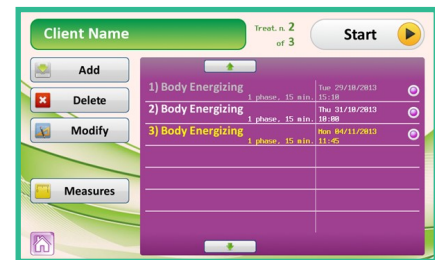 Client Name
Treat. n. 2
of 3
Start
Add
Delete
Modify
Measures
1) Body Energizing
1 phase, 15 min.
Tue 29/10/2013
15:10
2) Body Energizing
1 phase, 15 min.
Thu 31/10/2013
10:00
3) Body Energizing
1 phase, 15 min.
Mon 04/11/2013
11:45